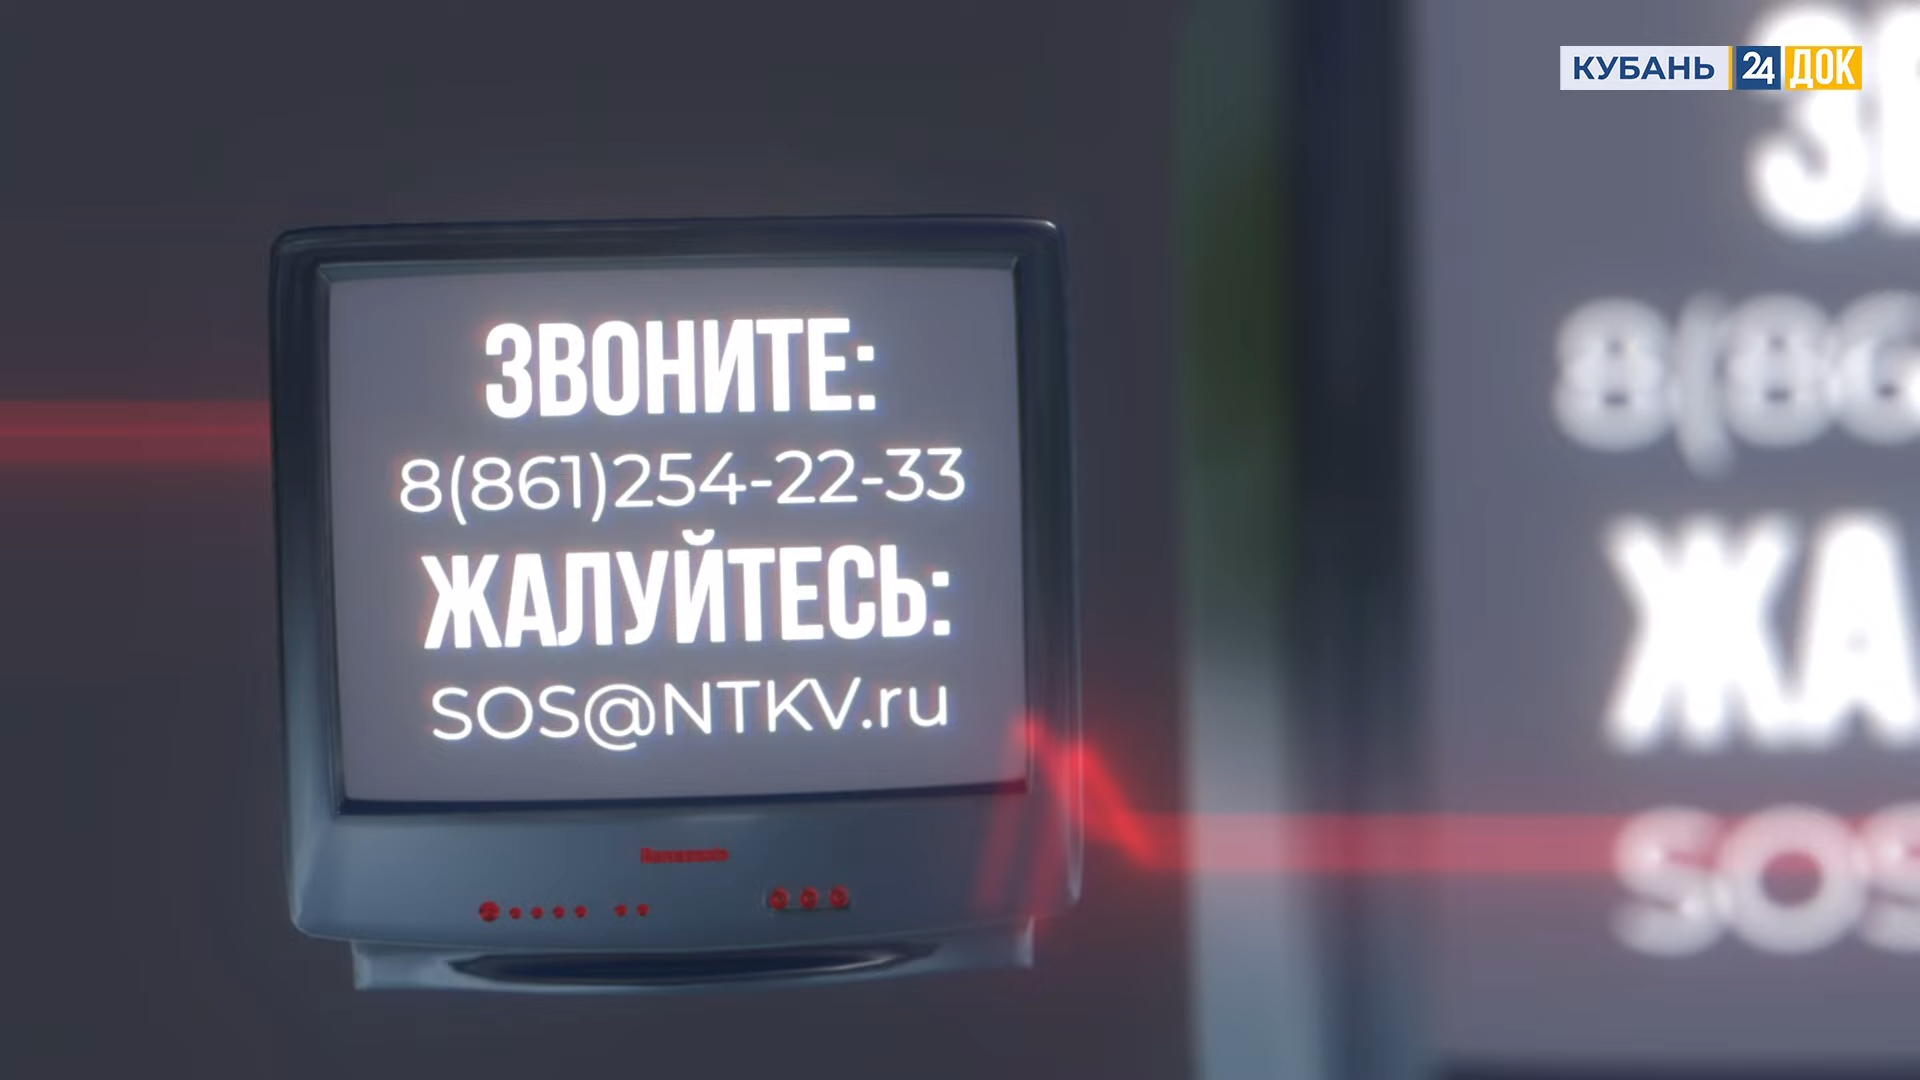 КУБАНЬ 24 ДОК
ЗВОНИТЕ:
8(861)254-22-33
ЖАЛУЙТЕСЬ:
SOS@NTKV.ru